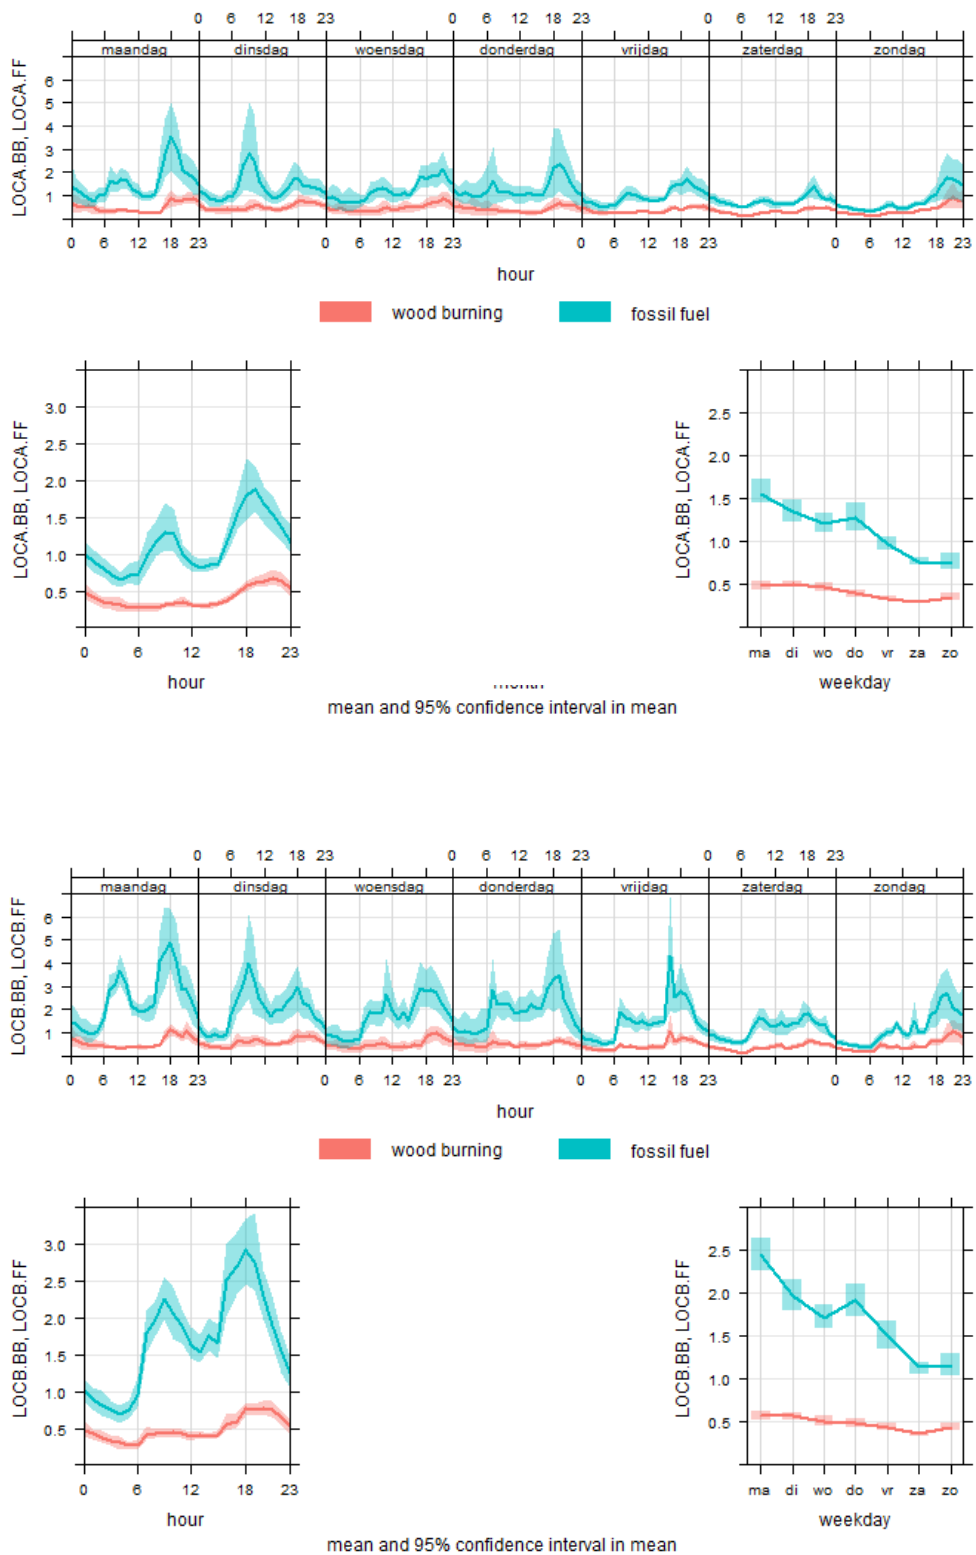 0 6 12 18 23 0 6 12 18 23 0 6 12 18 23
maandag dinsdag woensdag donderdag vrijdag zaterdag zondag
LOCA.BB, LOCA.FF
6
5
4
3
2
1
0 6 12 18 23 0 6 12 18 23 0 6 12 18 23 0 6 12 18 23
hour
wood burning fossil fuel
LOCA.BB, LOCA.FF
3.0
2.5
2.0
1.5
1.0
0.5
0 6 12 18 23
hour
LOCA.BB, LOCA.FF
2.5
2.0
1.5
1.0
0.5
ma di wo do vr za zo
weekday
mean and 95% confidence interval in mean
0 6 12 18 23 0 6 12 18 23 0 6 12 18 23
maandag dinsdag woensdag donderdag vrijdag zaterdag zondag
LOCB.BB, LOCB.FF
6
5
4
3
2
1
0 6 12 18 23 0 6 12 18 23 0 6 12 18 23 0 6 12 18 23
hour
wood burning fossil fuel
LOCB.BB, LOCB.FF
3.0
2.5
2.0
1.5
1.0
0.5
0 6 12 18 23
hour
LOCB.BB, LOCB.FF
2.5
2.0
1.5
1.0
0.5
ma di wo do vr za zo
weekday
mean and 95% confidence interval in mean